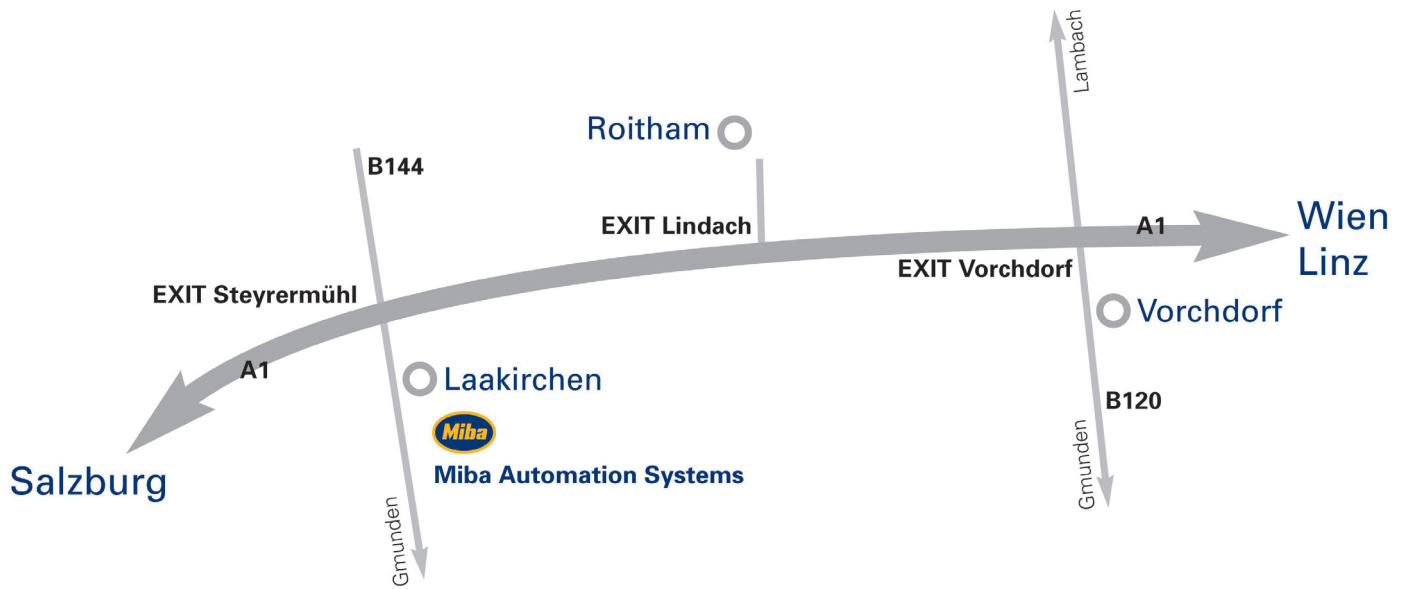 Lambach
Roitham
B144
Wien
Linz
EXIT Lindach
A1
EXIT Vorchdorf
EXIT Steyrermühl
Vorchdorf
A1
Laakirchen
B120
Miba
Miba Automation Systems
Salzburg
Gmunden
Gmunden